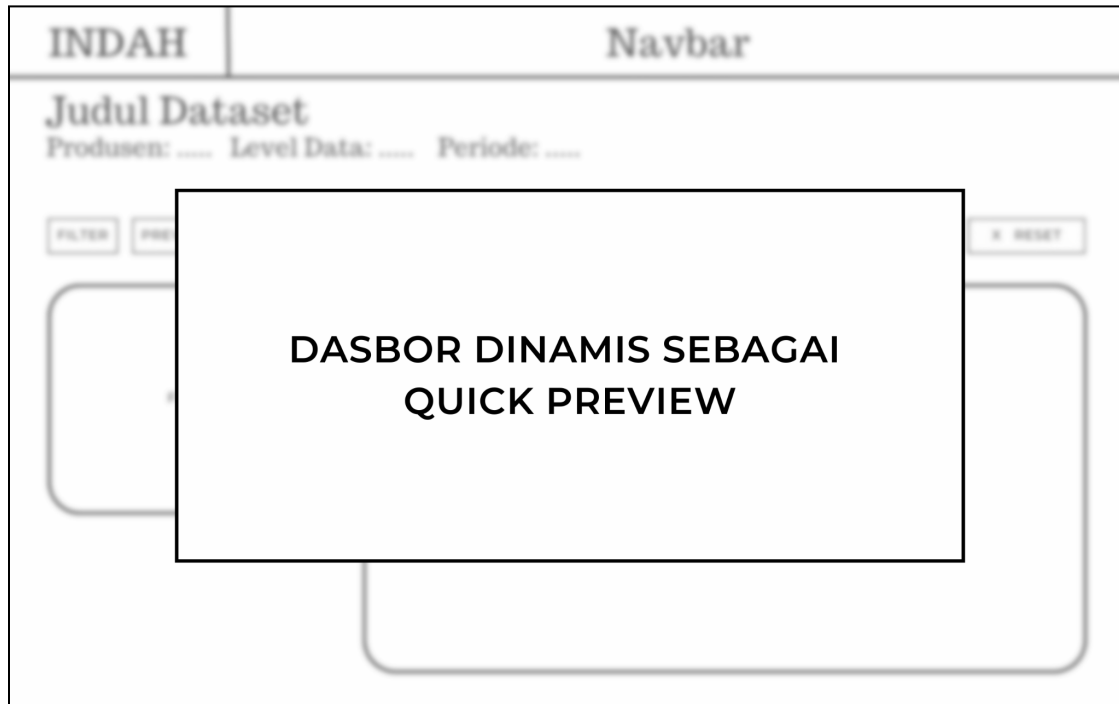 INDAH
Navbar
Judul Dataset
Produsen: ..... Level Data: ..... Periode: .....
FILTER
X RESET
DASBOR DINAMIS SEBAGAI
QUICK PREVIEW